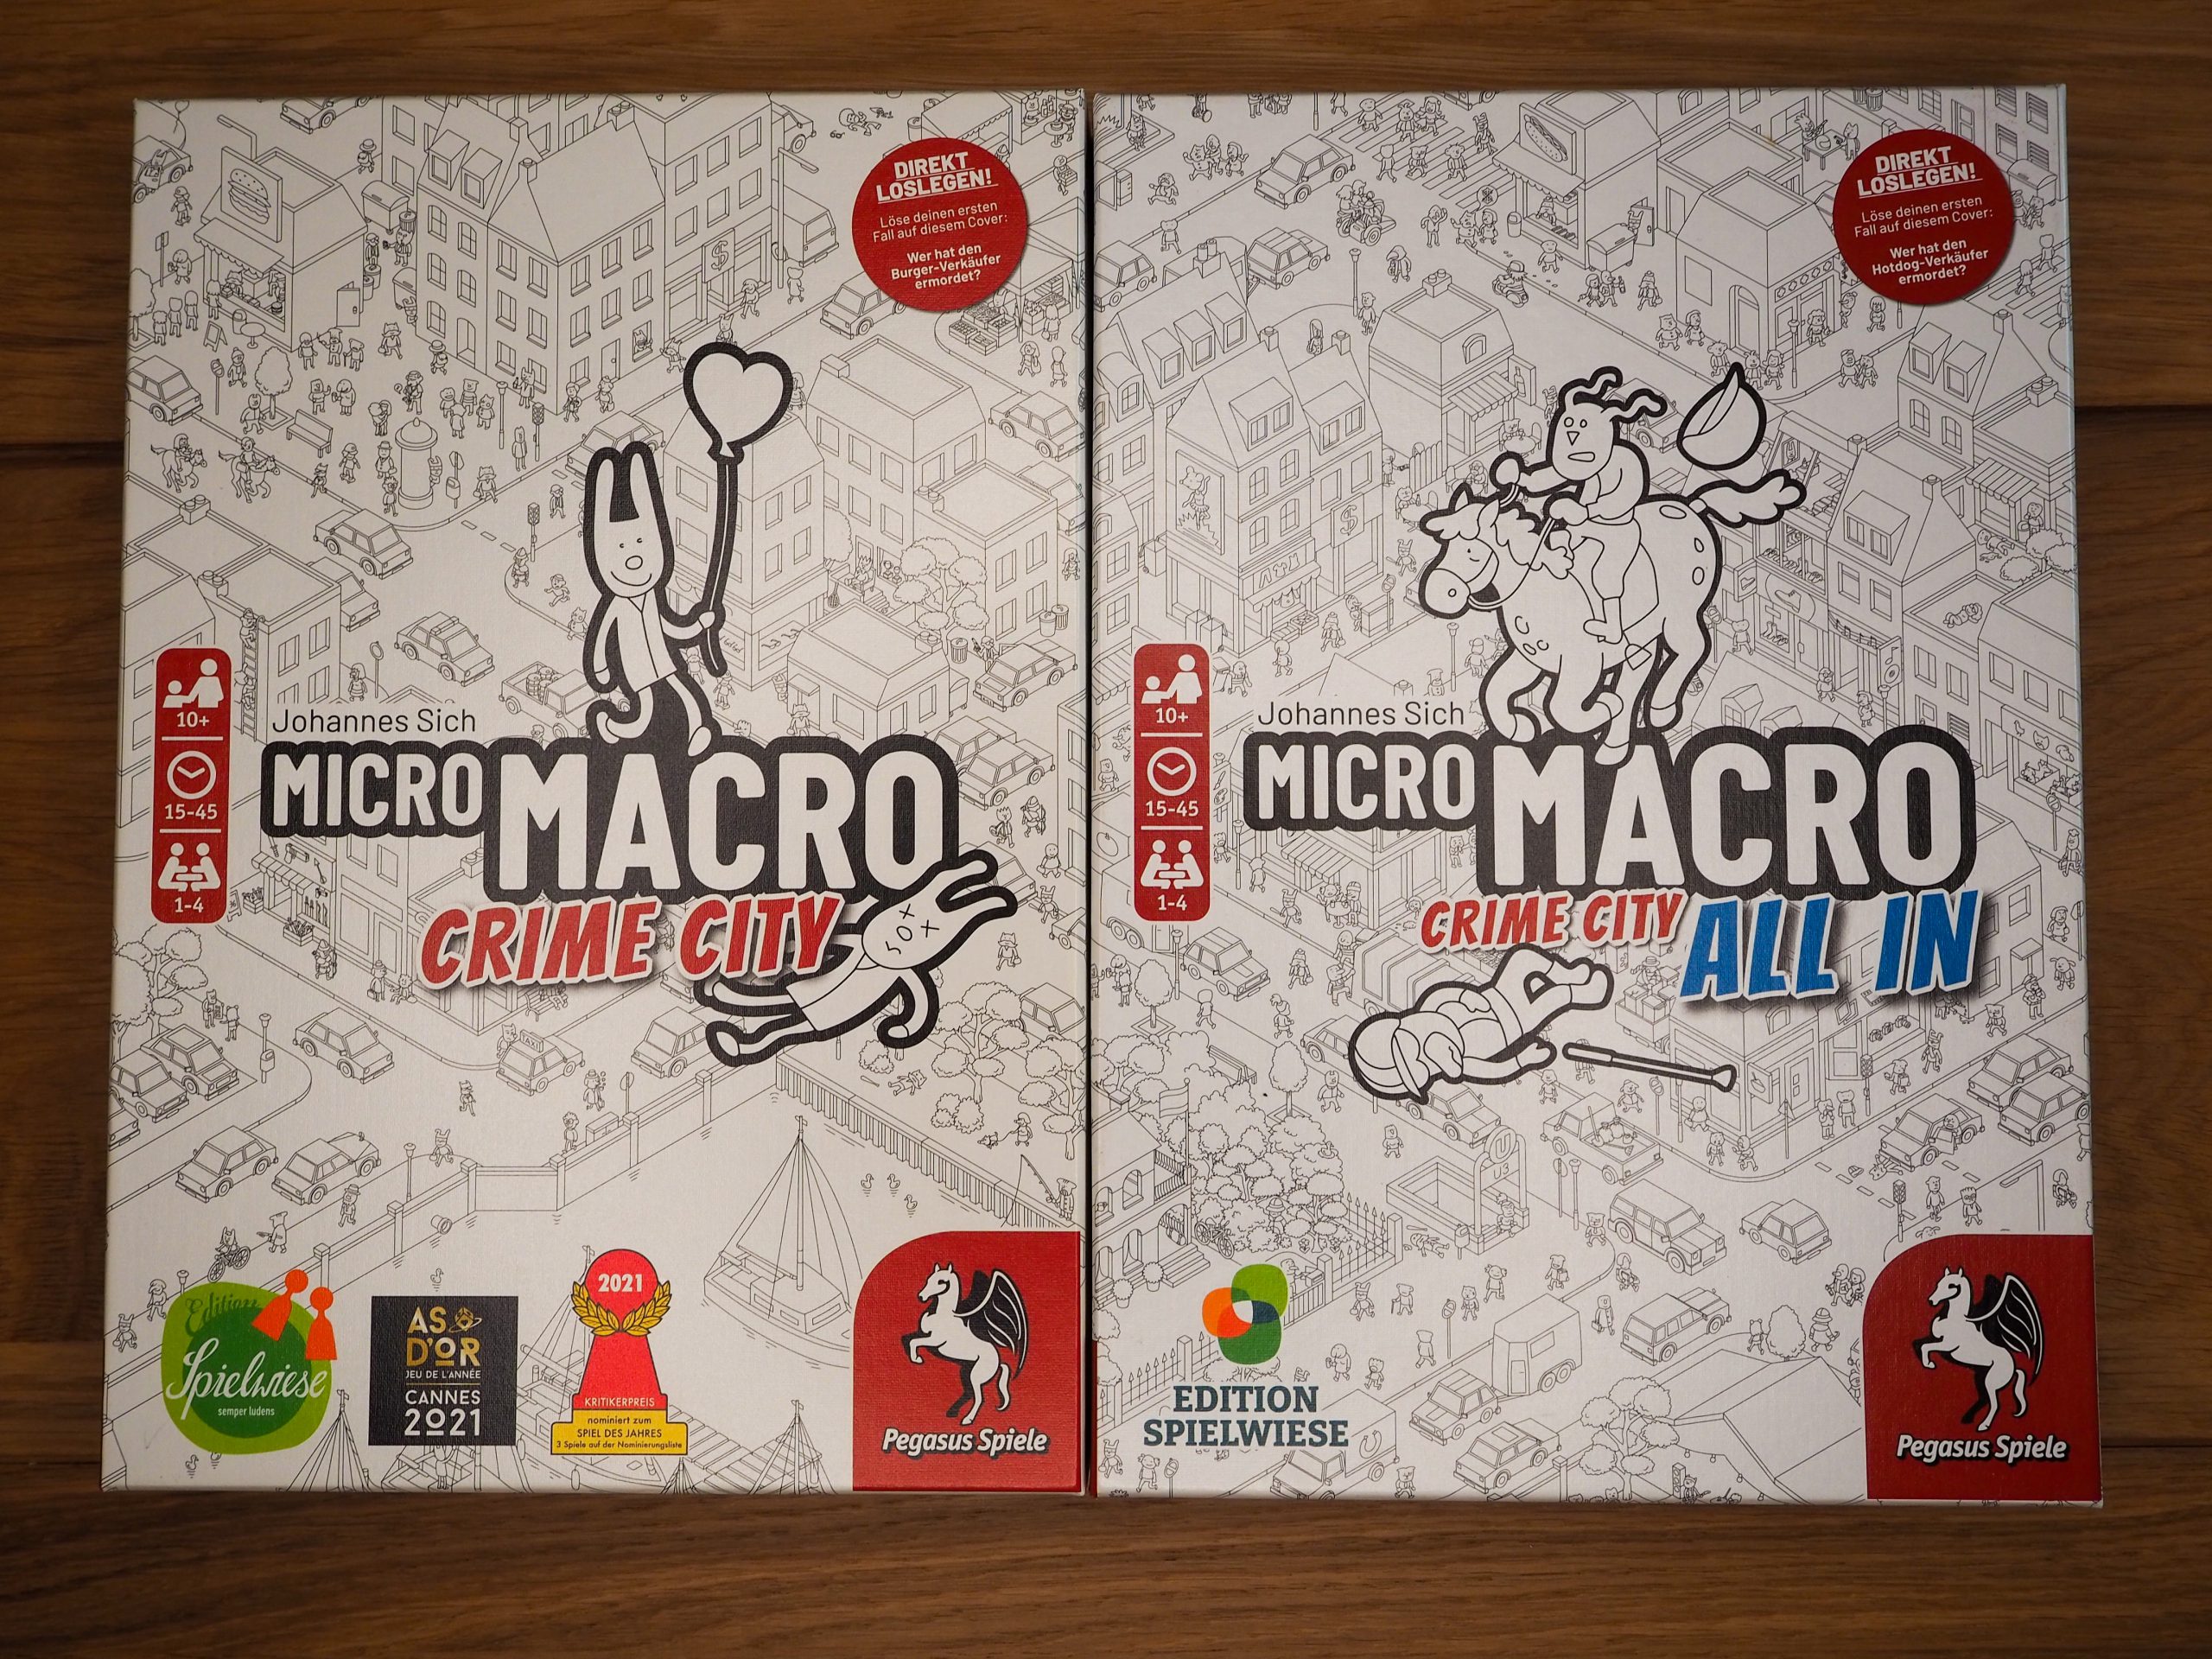 DIREKT
LOSLEGEN!
Löse deinen ersten
Fall auf diesem Cover:
Wer hat den
Burger-Verkäufer
ermordet?
$
10+
15-45
1-4
Johannes Sich
MICRO MACRO
CRIME CITY
TAXI
Edition
Spielwiese
semper ludens
AS
D'OR
JEU DE L'ANNÉE
CANNES
2021
2021
KRITIKERPREIS
nominiert zum
SPIEL DES JAHRES
3 Spiele auf der Nominierungsliste
Pegasus Spiele
DIREKT
LOSLEGEN!
Löse deinen ersten
Fall auf diesem Cover:
Wer hat den
Hotdog-Verkäufer
ermordet?
$
10+
15-45
1-4
Johannes Sich
MICRO MACRO
CRIME CITY ALL IN
U
U3
EDITION
SPIELWIESE
Pegasus Spiele